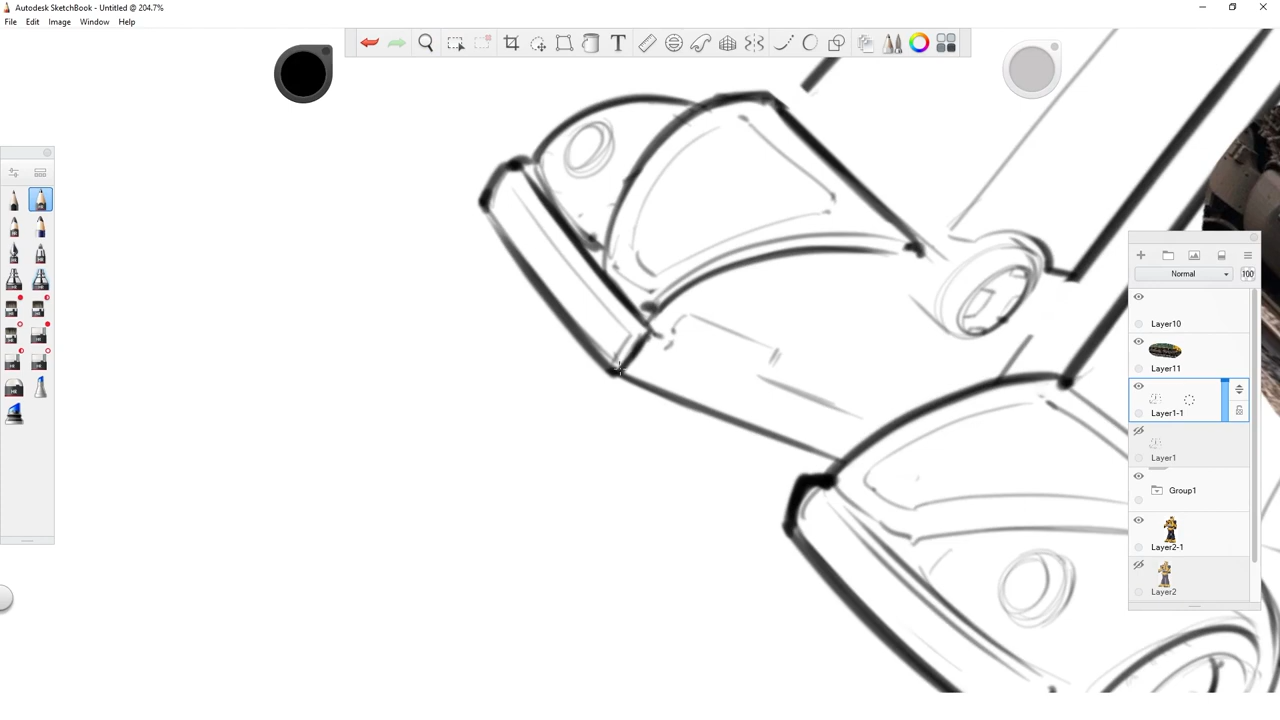 Autodesk SketchBook - Untitled @ 204.7%
File Edit Image Window Help
T
Normal
100
Layer10
Layer11
Layer1-1
Layer1
Group1
Layer2-1
Layer2